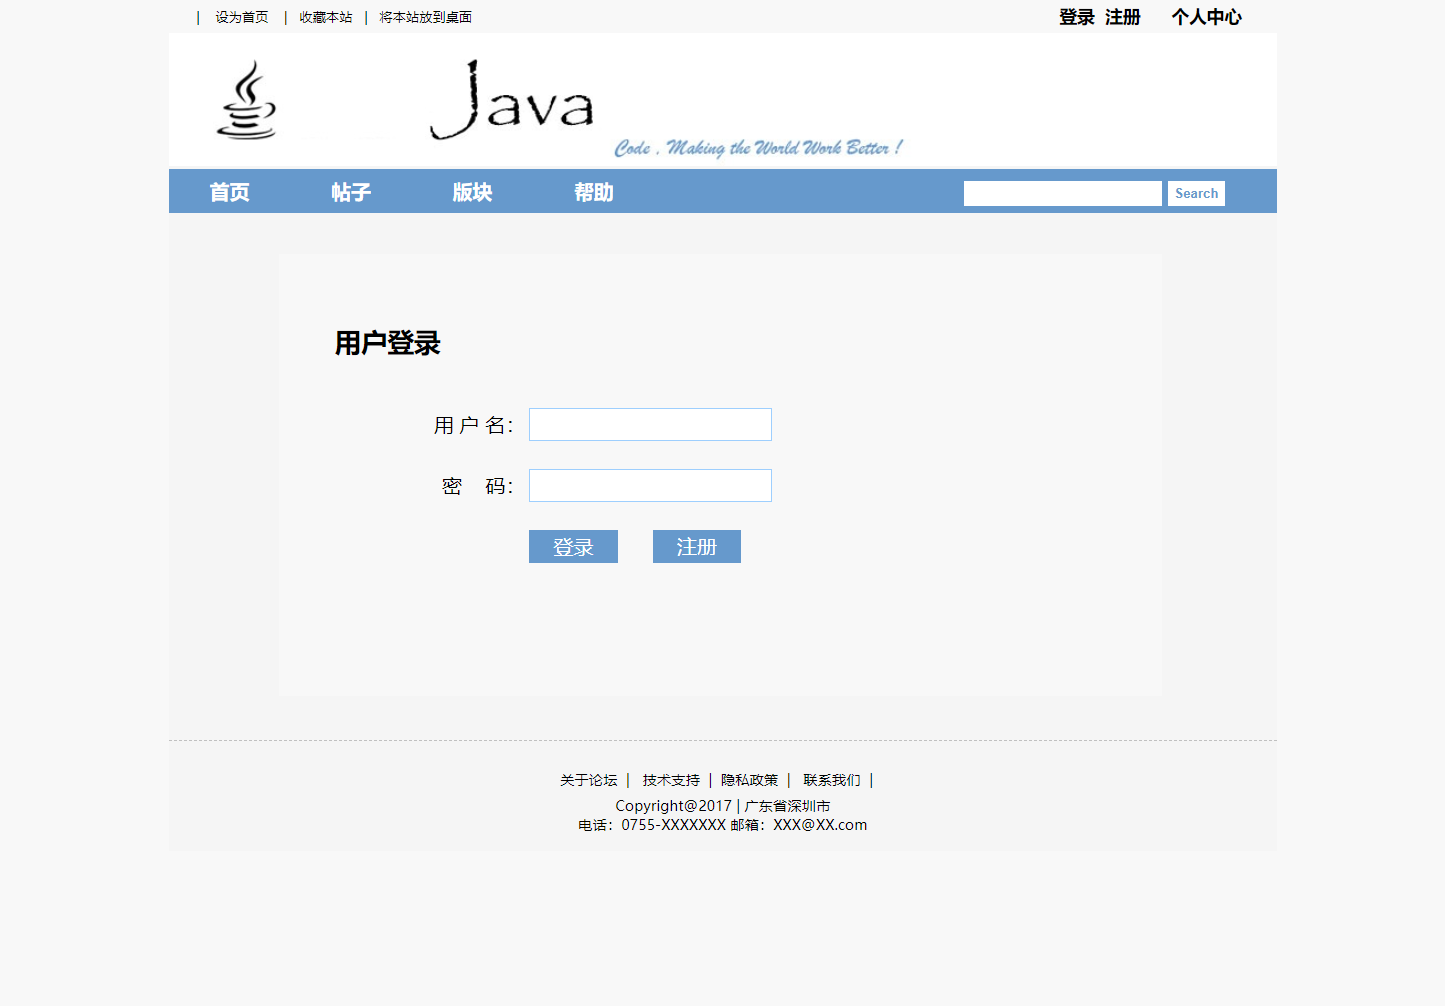 | 设为首页 | 收藏本站 | 将本站放到桌面 登录 注册 个人中心
Java
Code , Making the World Work Better !
首页 帖子 版块 帮助 Search
用户登录
用 户 名：
密 码：
登录 注册
关于论坛 | 技术支持 | 隐私政策 | 联系我们 |
Copyright@2017 | 广东省深圳市
电话：0755-XXXXXXX 邮箱：XXX@XX.com